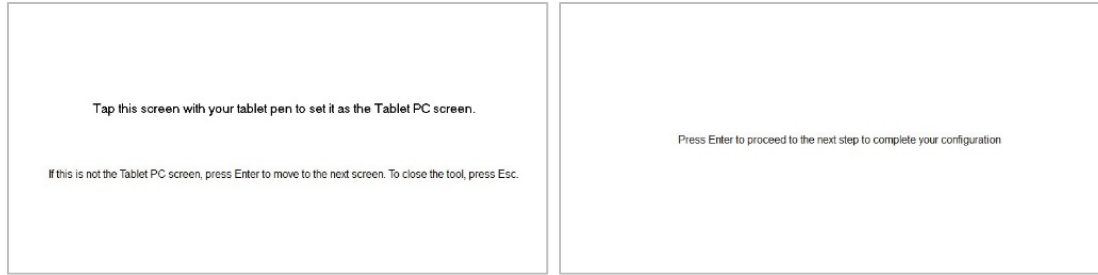 Tap this screen with your tablet pen to set it as the Tablet PC screen.
If this is not the Tablet PC screen, press Enter to move to the next screen. To close the tool, press Esc.
Press Enter to proceed to the next step to complete your configuration